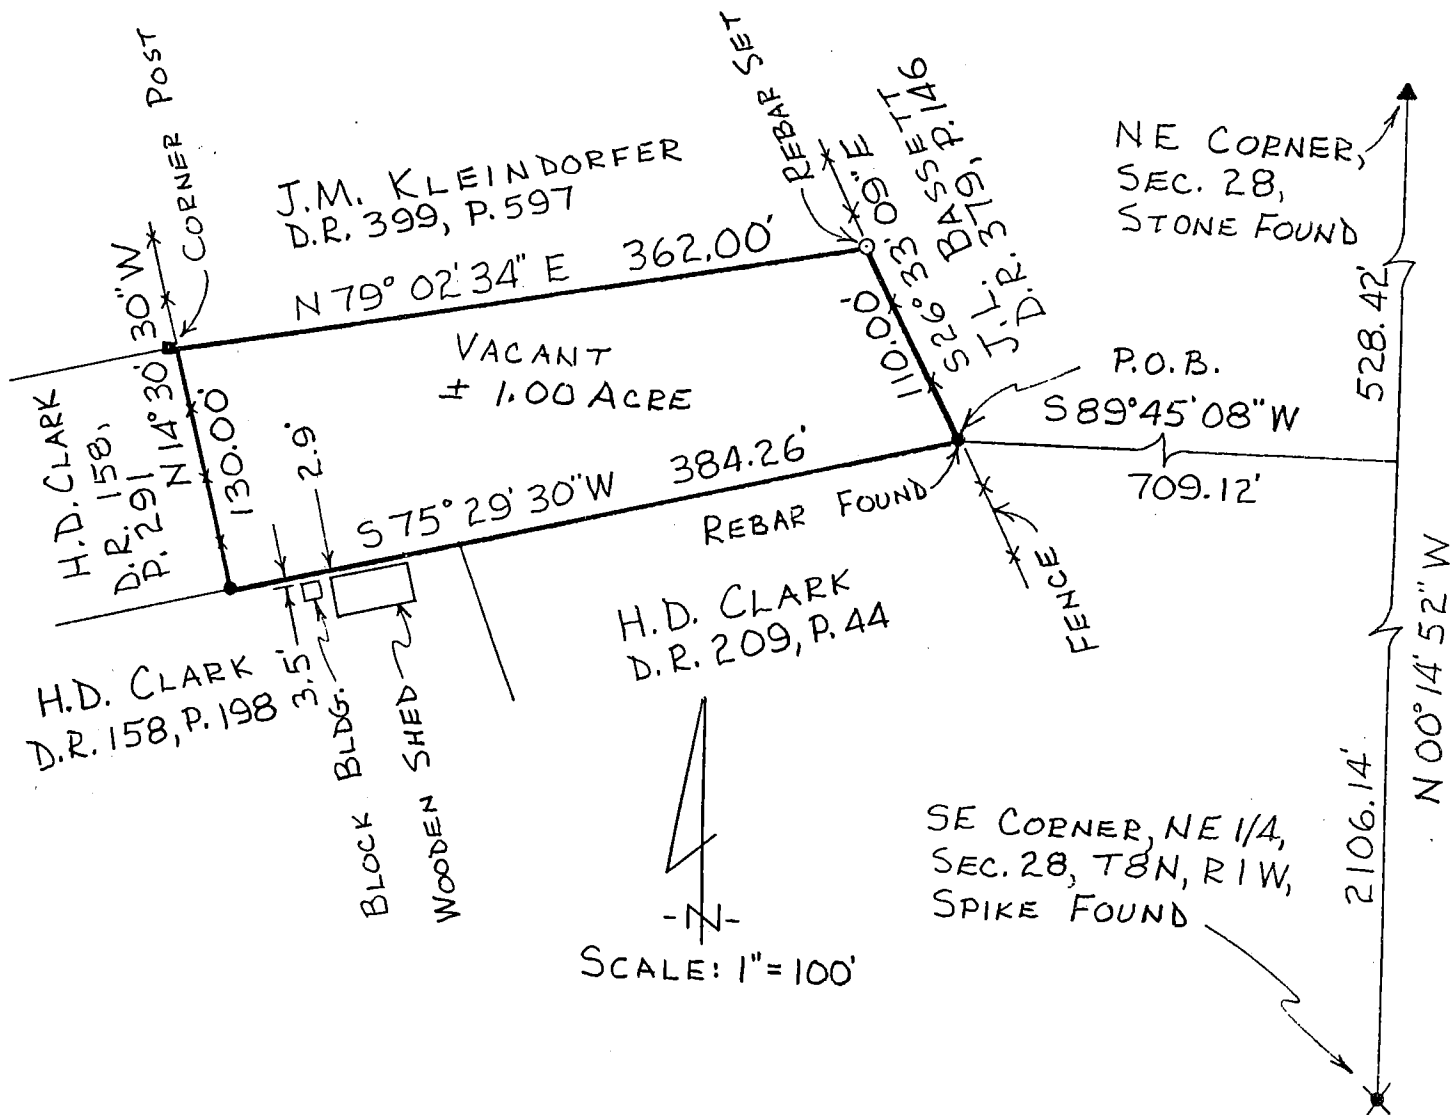 CORNER POST
REBAR SET
J.M. KLEINDORFER
D.R. 399, P. 597
N 79° 02' 34" E 362.00'
S 26° 33' 09" E
110.00'
J.L. BASSETT
D.R. 379, P. 146
NE CORNER,
SEC. 28,
STONE FOUND
528.42'
N 14° 30' 30" W
130.00'
H.D. CLARK
D.R. 158,
P. 291
VACANT
± 1.00 ACRE
P.O.B.
S 89° 45' 08" W
709.12'
2.9'
S 75° 29' 30" W 384.26'
REBAR FOUND
FENCE
H.D. CLARK
D.R. 209, P. 44
H.D. CLARK
D.R. 158, P. 198
3.5'
BLOCK BLDG.
WOODEN SHED
N 00° 14' 52" W
2106.14'
SE CORNER, NE 1/4,
SEC. 28, T8N, R1W,
SPIKE FOUND
-N-
SCALE: 1" = 100'